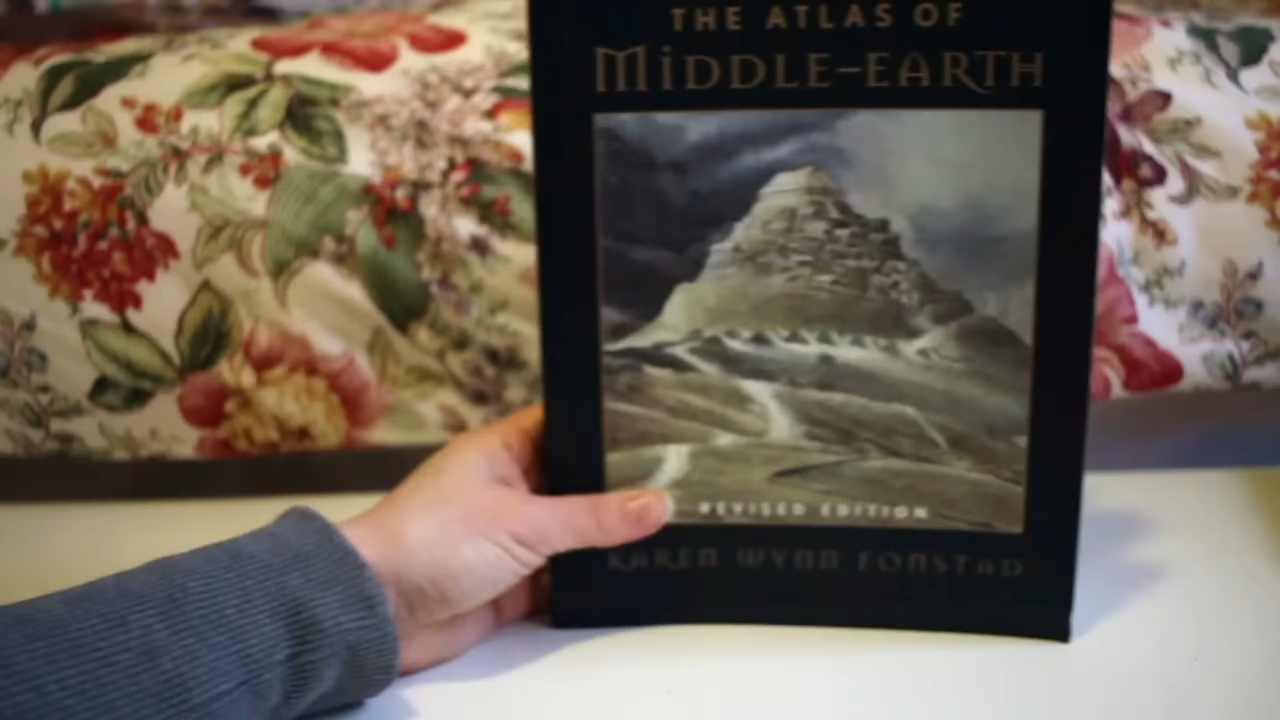 THE ATLAS OF
MIDDLE-EARTH
REVISED EDITION
KAREN WYNN FONSTAD